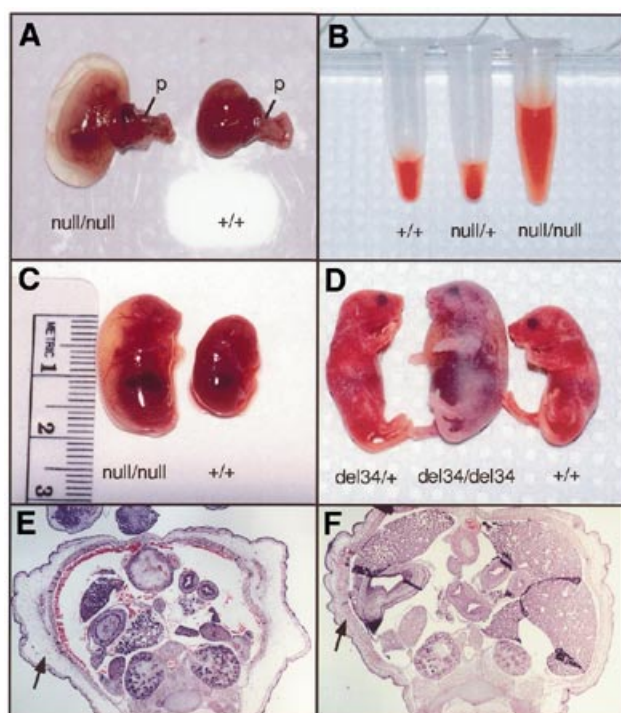 A
p
p
null/null
+/+
B
+/+
null/+
null/null
C
METRIC 1
2
3
null/null
+/+
D
del34/+
del34/del34
+/+
E
F